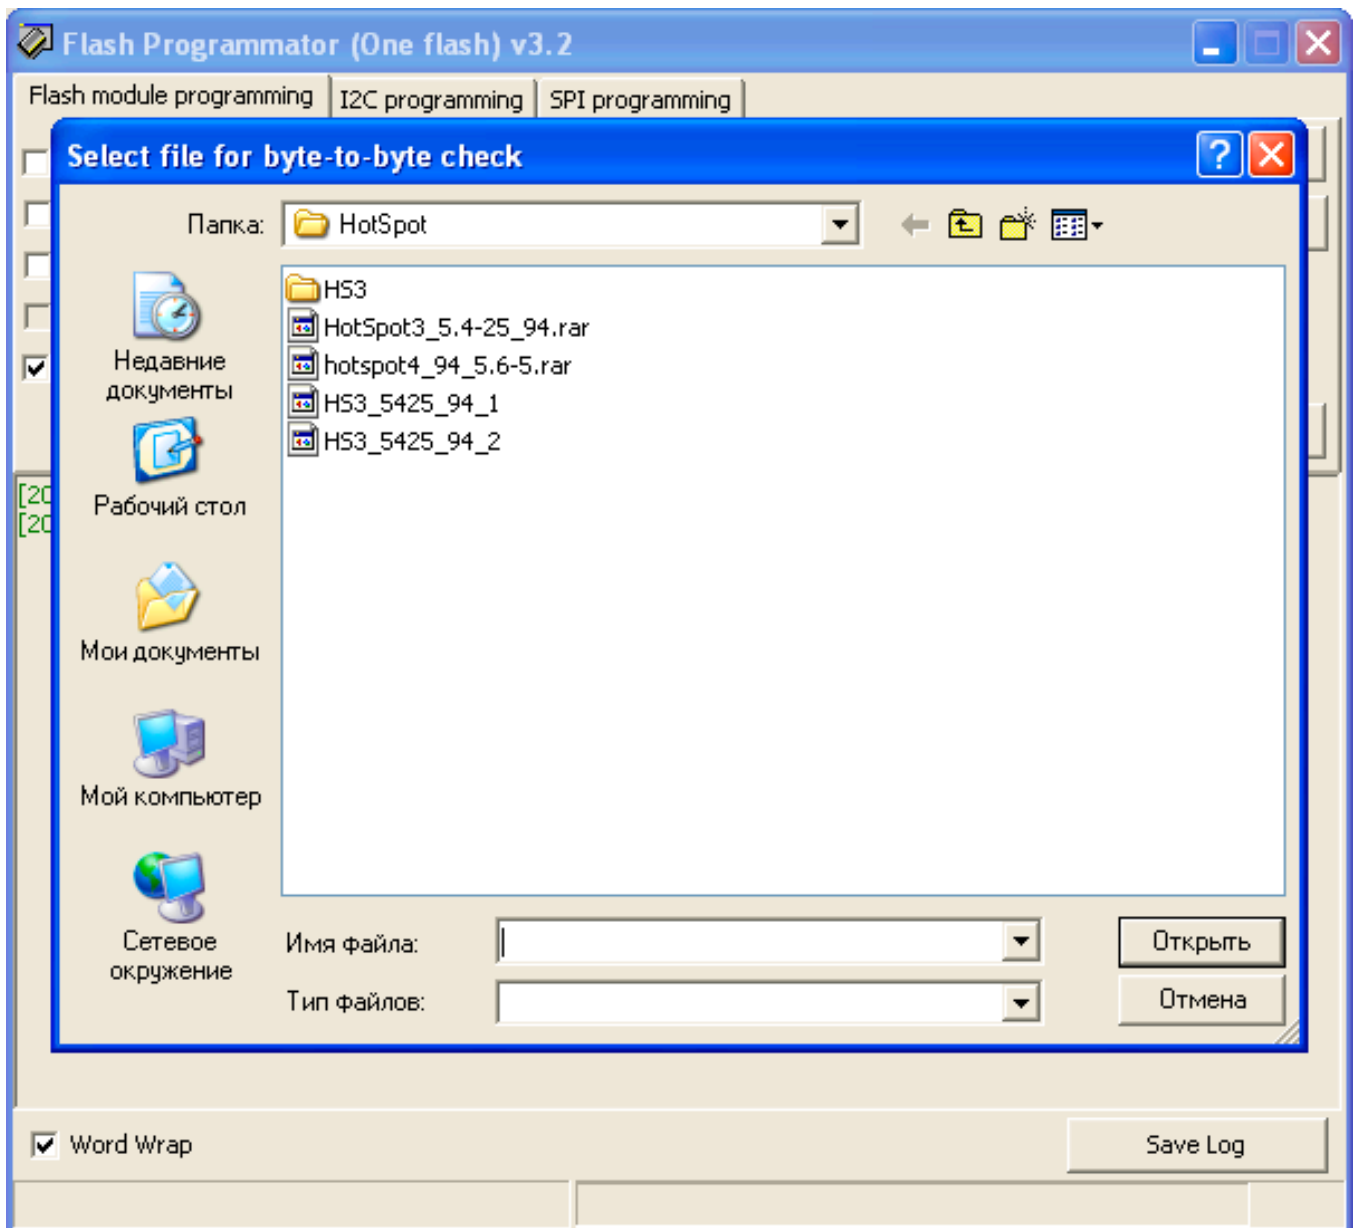 Flash Programmator (One flash) v3.2
Flash module programming
I2C programming
SPI programming
Select file for byte-to-byte check
Папка:
HotSpot
HS3
HotSpot3_5.4-25_94.rar
hotspot4_94_5.6-5.rar
HS3_5425_94_1
HS3_5425_94_2
Недавние
документы
Рабочий стол
Мои документы
Мой компьютер
Сетевое
окружение
[20
[20
Имя файла:
Открыть
Тип файлов:
Отмена
Word Wrap
Save Log